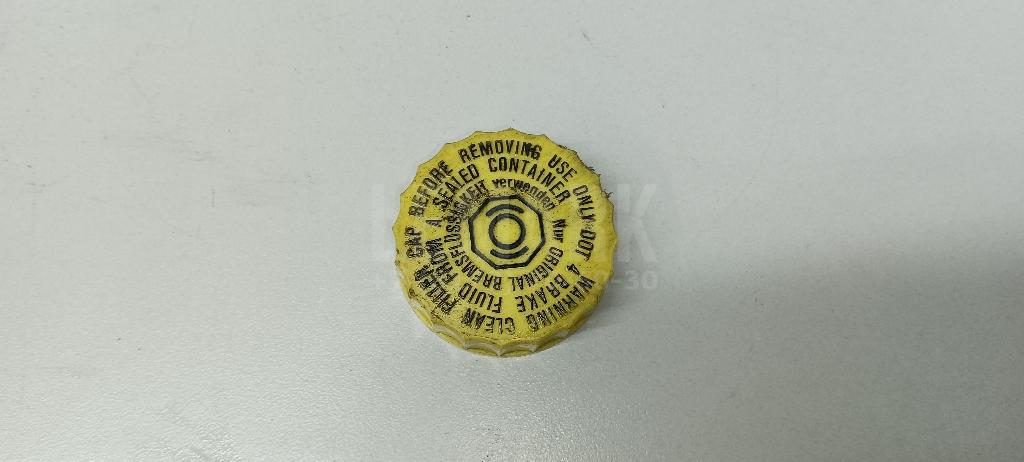 WARNING CLEAN FILLER CAP BEFORE REMOVING USE ONLY DOT 4 BRAKE FLUID
FROM A SEALED CONTAINER
Nur ORIGINAL BREMSFLÜSSIGKEIT verwenden